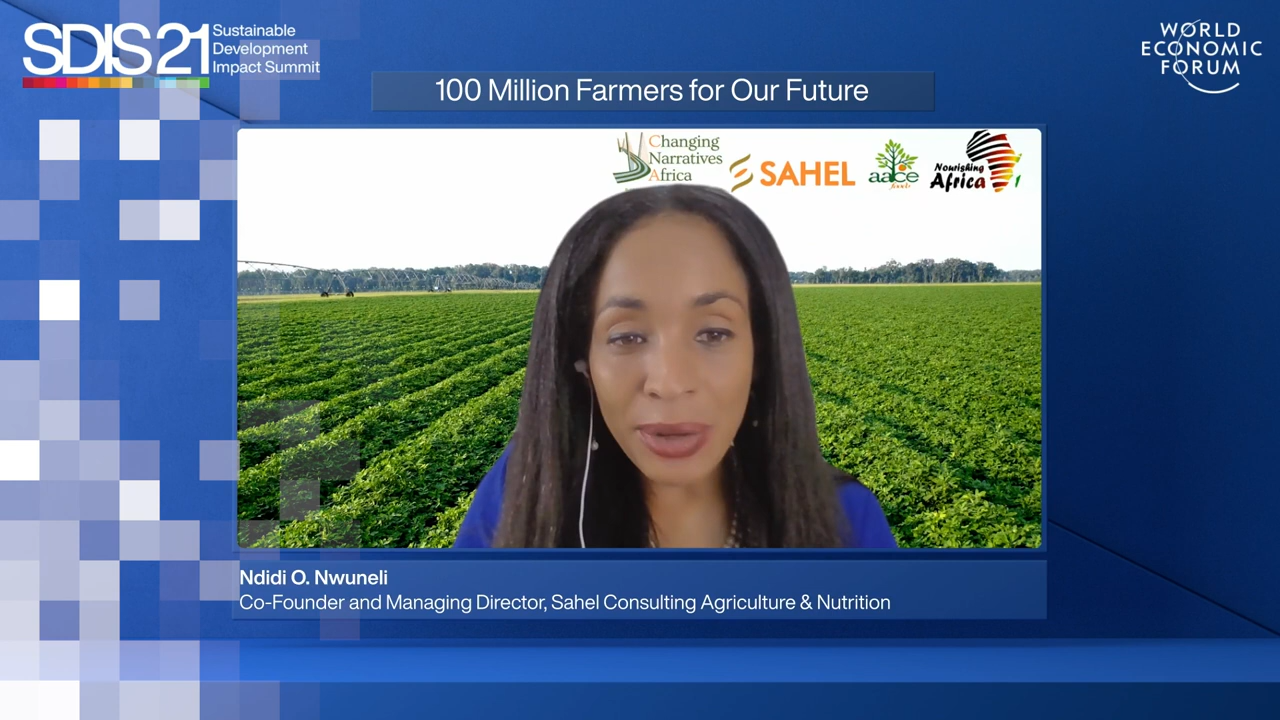 SDIS21
Sustainable
Development
Impact Summit
WORLD
ECONOMIC
FORUM
100 Million Farmers for Our Future
Changing
Narratives
Africa
SAHEL
aace
foods
Nourishing
Africa
Ndidi O. Nwuneli
Co-Founder and Managing Director, Sahel Consulting Agriculture & Nutrition